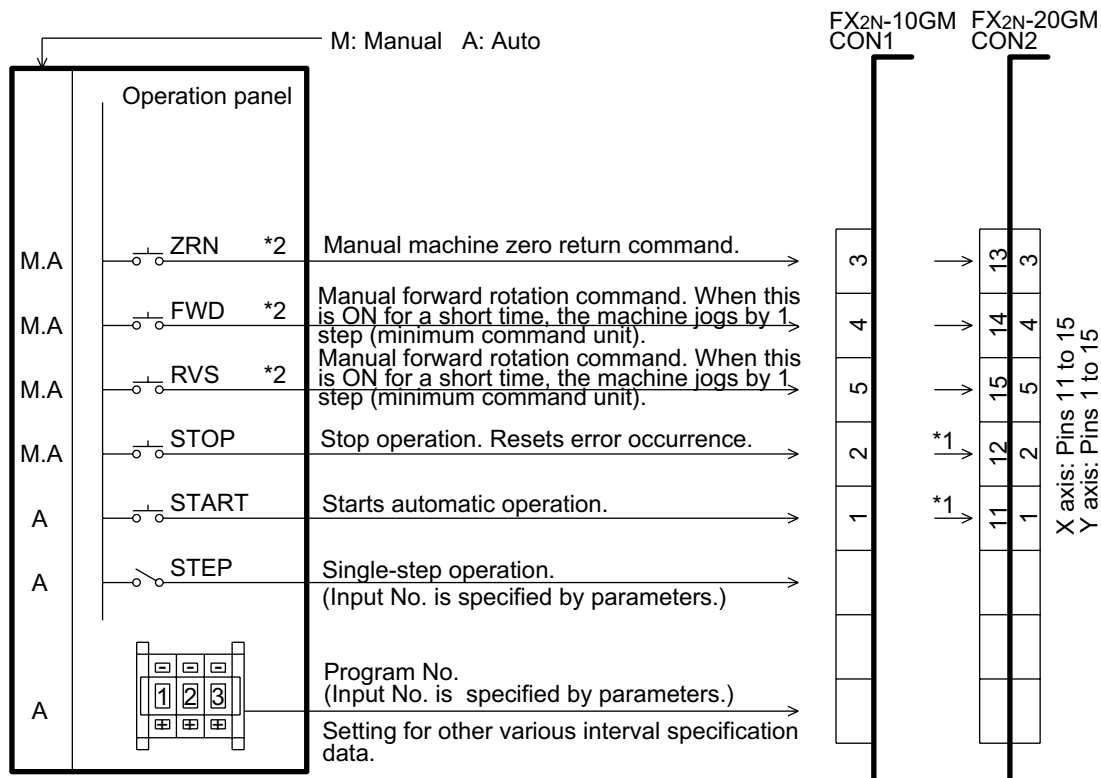 FX2N-10GM FX2N-20GM
CON1 CON2
M: Manual A: Auto
Operation panel
M.A ZRN *2 Manual machine zero return command. 3 13 3
M.A FWD *2 Manual forward rotation command. When this
is ON for a short time, the machine jogs by 1
step (minimum command unit). 4 14 4
M.A RVS *2 Manual forward rotation command. When this
is ON for a short time, the machine jogs by 1
step (minimum command unit). 5 15 5
M.A STOP Stop operation. Resets error occurrence. 2 *1 12 2
A START Starts automatic operation. 1 *1 11 1
A STEP Single-step operation.
(Input No. is specified by parameters.)
- - -
A 1 2 3 Program No.
(Input No. is specified by parameters.)
+ + +
Setting for other various interval specification
data.
X axis: Pins 11 to 15
Y axis: Pins 1 to 15